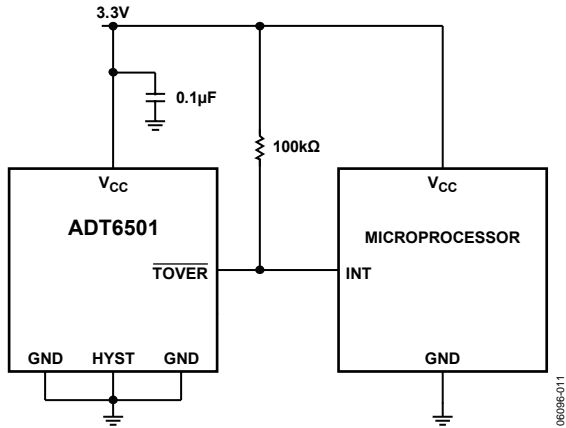 3.3V
0.1µF
100kΩ
VCC
ADT6501
TOVER
GND HYST GND
VCC
MICROPROCESSOR
INT
GND
06096-011